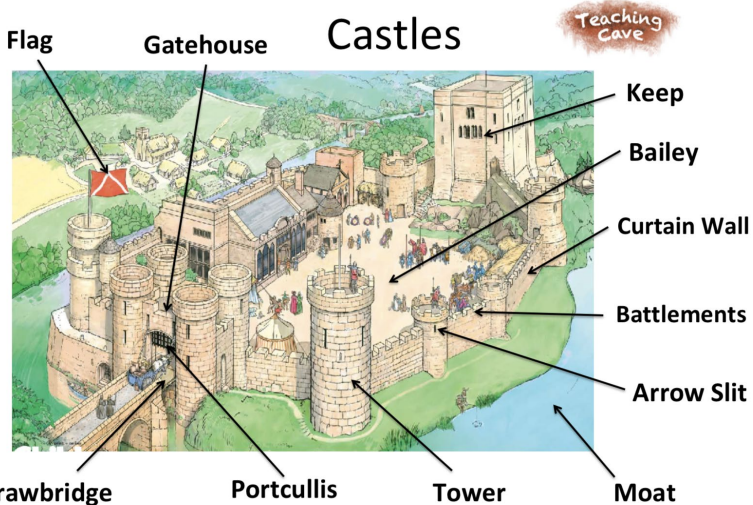 Castles
Teaching
Cave
Flag
Gatehouse
Keep
Bailey
Curtain Wall
Battlements
Arrow Slit
rawbridge
Portcullis
Tower
Moat